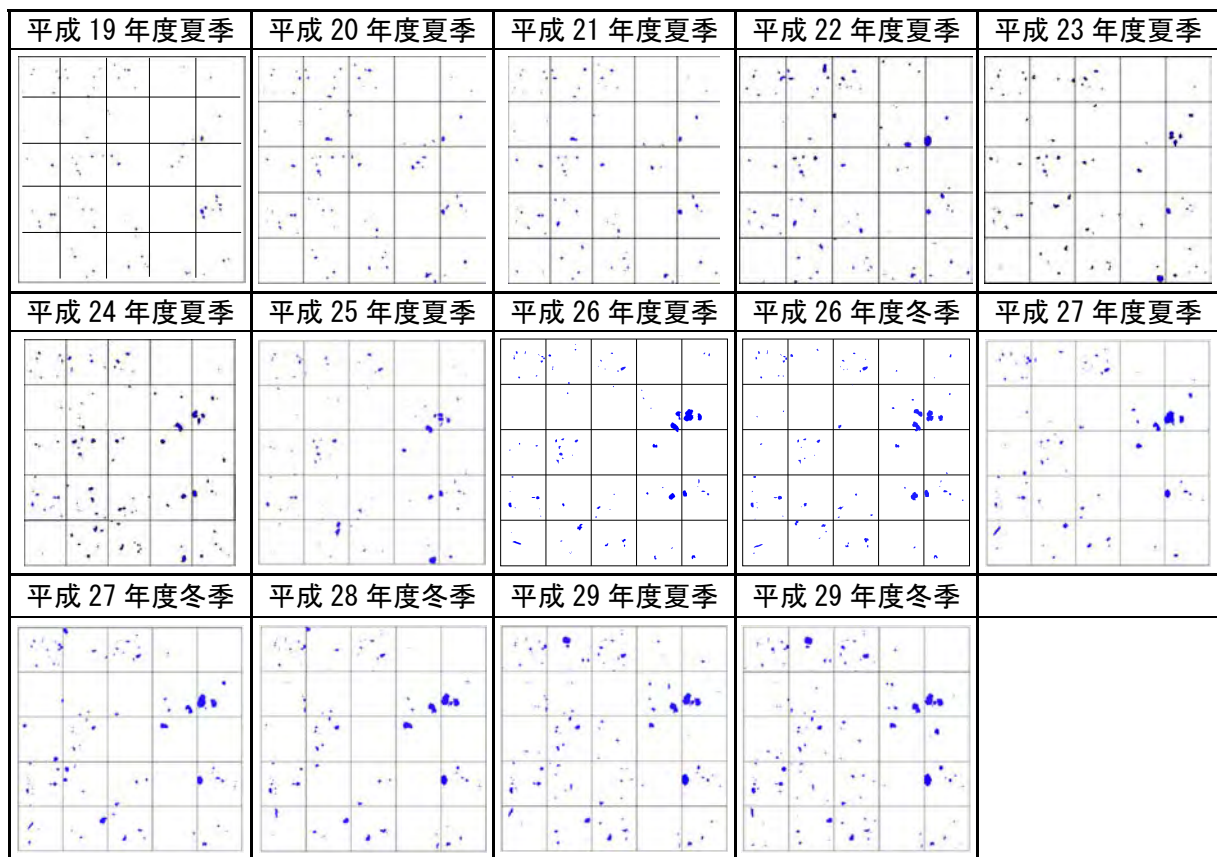 平成 19 年度夏季
平成 20 年度夏季
平成 21 年度夏季
平成 22 年度夏季
平成 23 年度夏季
平成 24 年度夏季
平成 25 年度夏季
平成 26 年度夏季
平成 26 年度冬季
平成 27 年度夏季
平成 27 年度冬季
平成 28 年度冬季
平成 29 年度夏季
平成 29 年度冬季